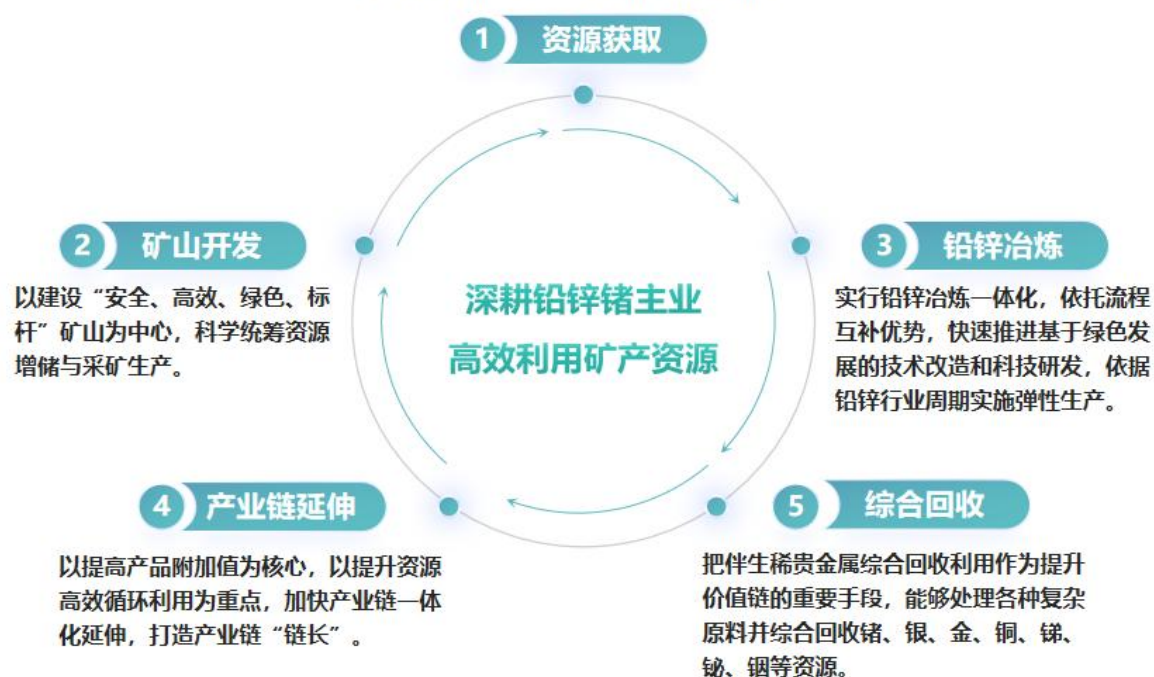 1 资源获取
2 矿山开发
以建设“安全、高效、绿色、标
杆”矿山为中心，科学统筹资源
增储与采矿生产。
3 铅锌冶炼
实行铅锌冶炼一体化，依托流程
互补优势，快速推进基于绿色发
展的技术改造和科技研发，依据
铅锌行业周期实施弹性生产。
深耕铅锌锗主业
高效利用矿产资源
4 产业链延伸
以提高产品附加值为核心，以提升资源
高效循环利用为重点，加快产业链一体
化延伸，打造产业链“链长”。
5 综合回收
把伴生稀贵金属综合回收利用作为提升
价值链的重要手段，能够处理各种复杂
原料并综合回收锗、银、金、铜、锑、
铋、铟等资源。